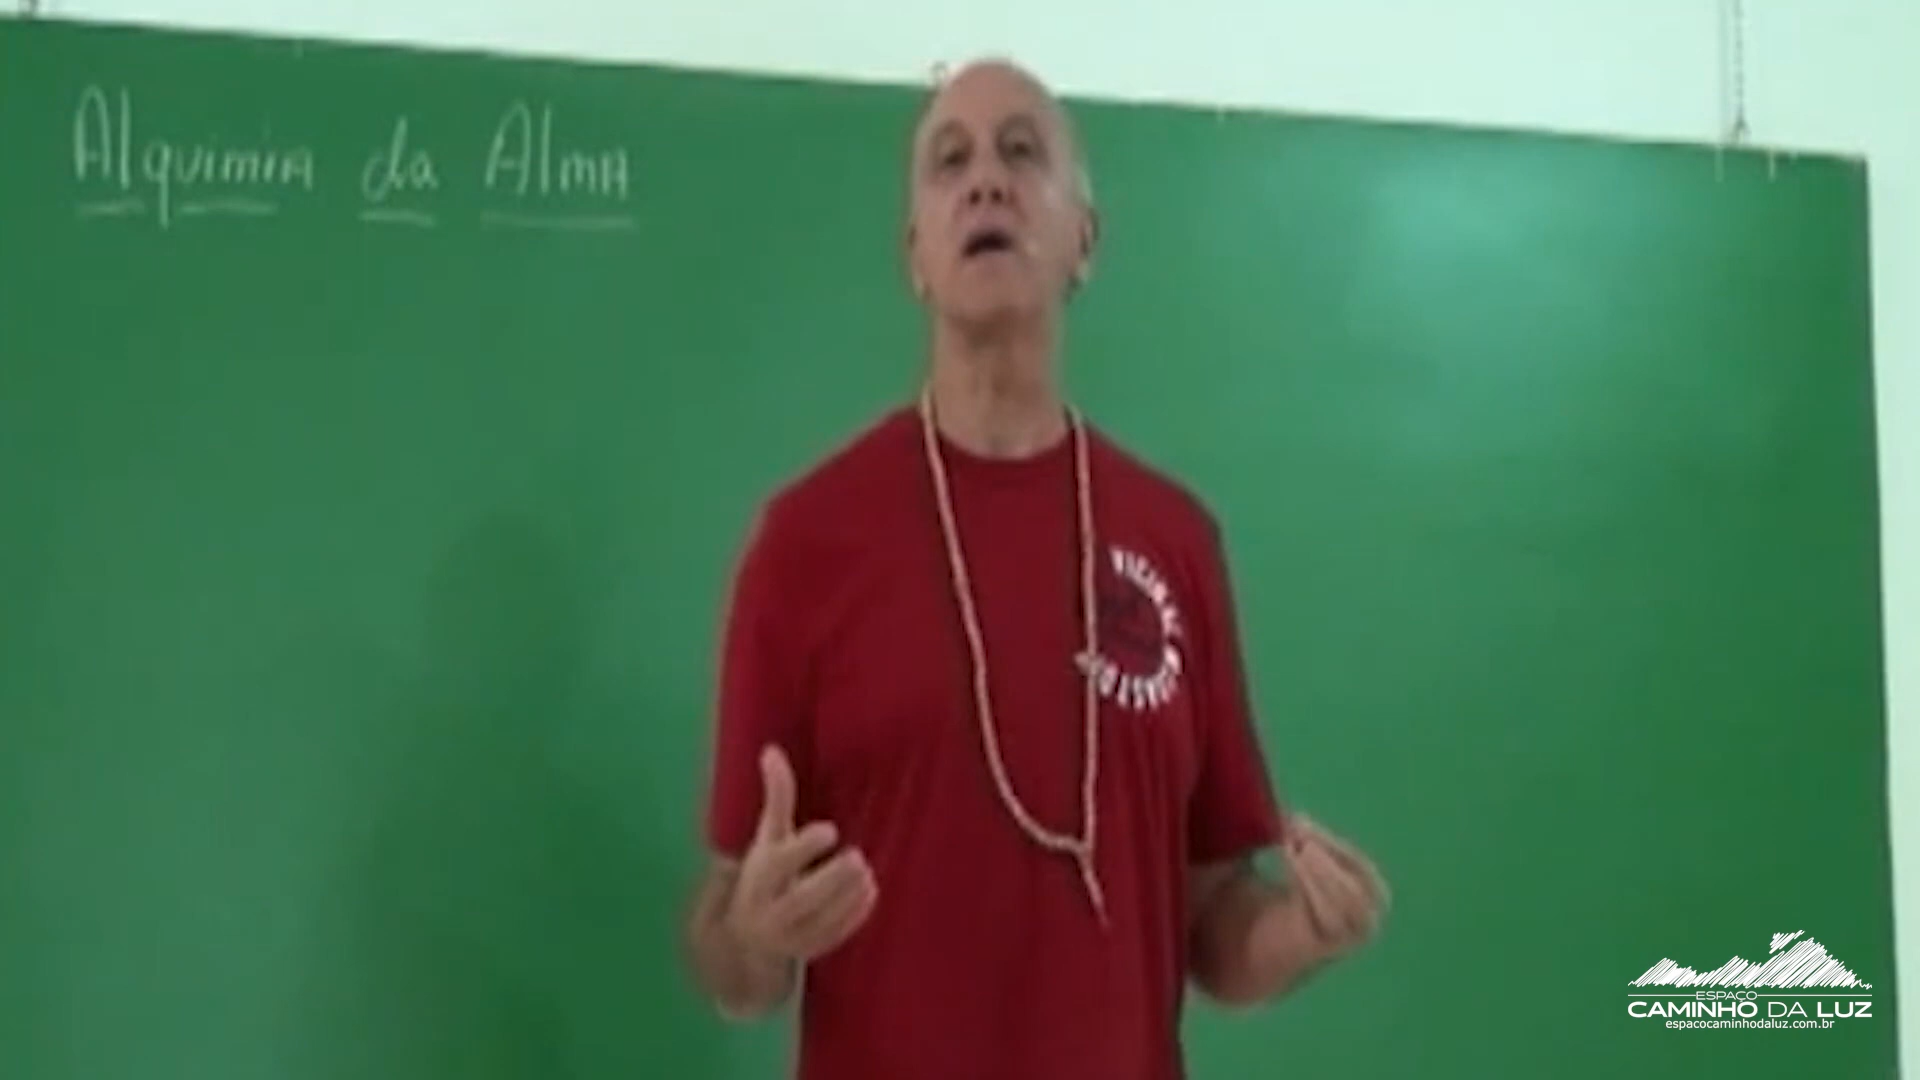 Alquimia da Alma
ESPAÇO
CAMINHO DA LUZ
espacocaminhodaluz.com.br